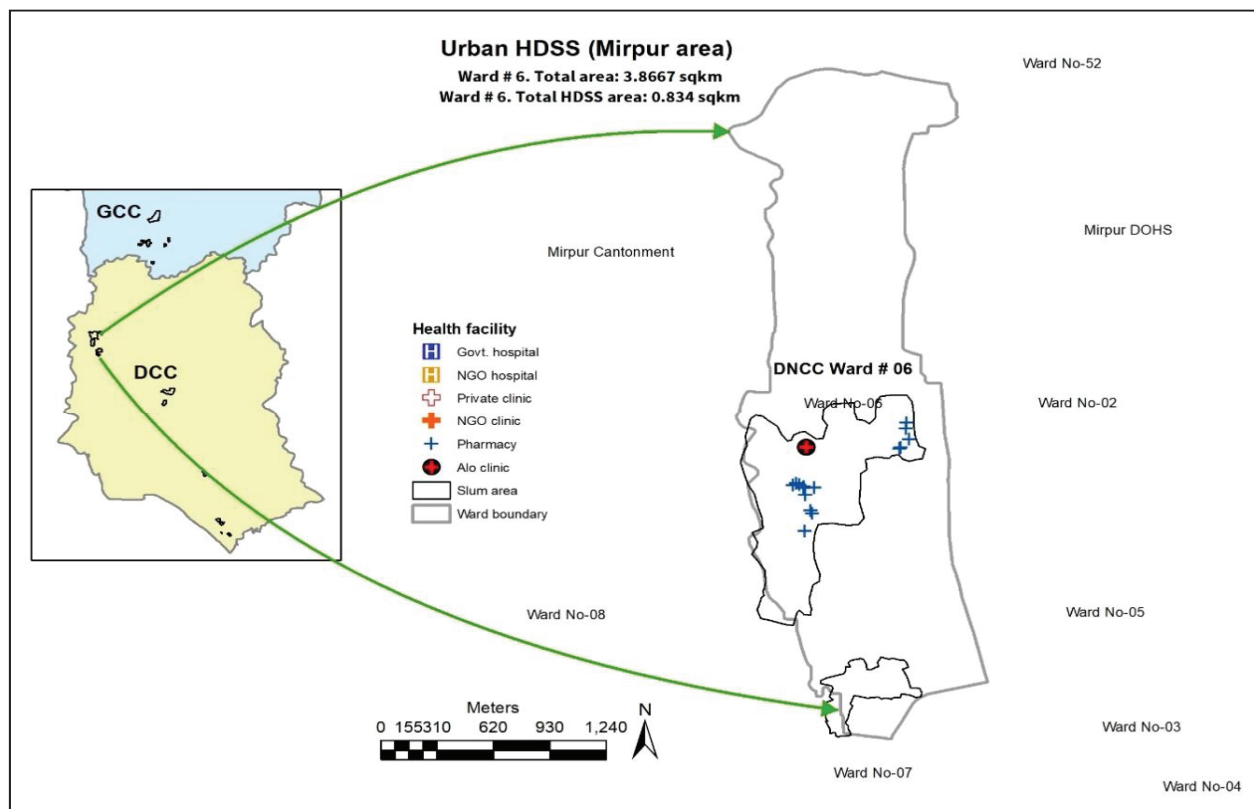 Urban HDSS (Mirpur area)
Ward # 6. Total area: 3.8667 sqkm
Ward # 6. Total HDSS area: 0.834 sqkm
Ward No-52
GCC
DCC
Mirpur Cantonment
Mirpur DOHS
Health facility
H Govt. hospital
H NGO hospital
Private clinic
NGO clinic
Pharmacy
Alo clinic
Slum area
Ward boundary
DNCC Ward # 06
Ward No-06
Ward No-02
Ward No-08
Ward No-05
Meters
0 155310 620 930 1,240
N
Ward No-03
Ward No-07
Ward No-04